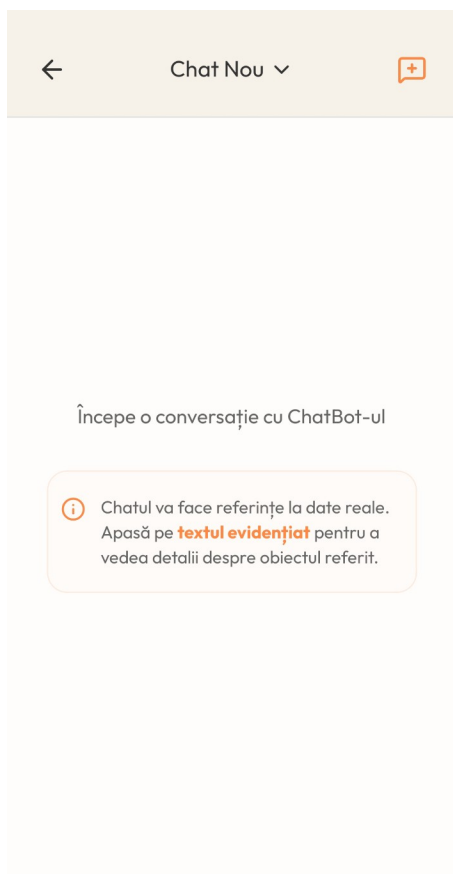 Chat Nou
Începe o conversație cu ChatBot-ul
Chatul va face referințe la date reale.
Apasă pe textul evidențiat pentru a
vedea detalii despre obiectul referit.